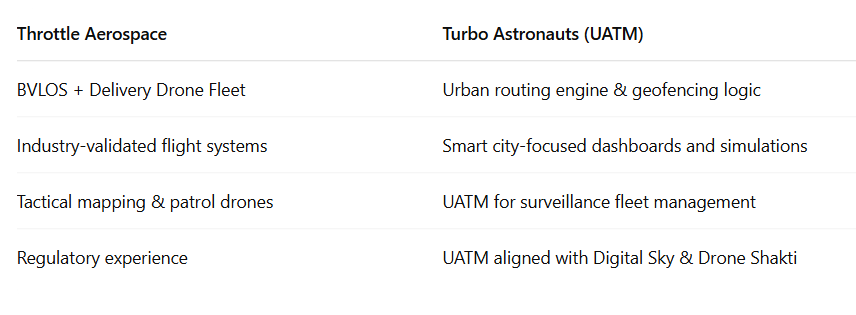 Throttle Aerospace Turbo Astronauts (UATM)
BVLOS + Delivery Drone Fleet Urban routing engine & geofencing logic
Industry-validated flight systems Smart city-focused dashboards and simulations
Tactical mapping & patrol drones UATM for surveillance fleet management
Regulatory experience UATM aligned with Digital Sky & Drone Shakti